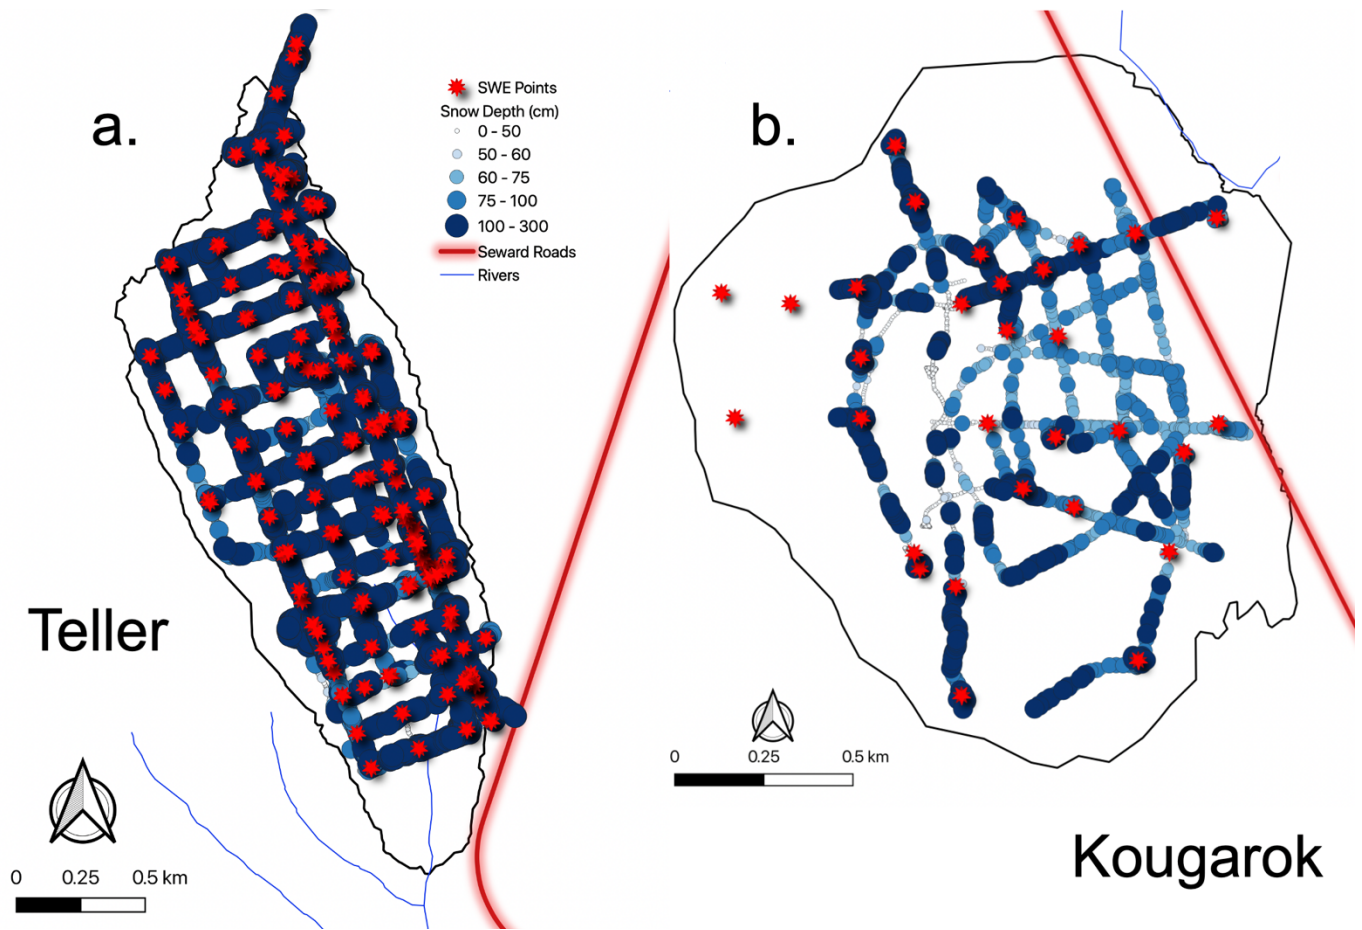 a.
SWE Points
Snow Depth (cm)
0 - 50
50 - 60
60 - 75
75 - 100
100 - 300
Seward Roads
Rivers
Teller
0 0.25 0.5 km
b.
0 0.25 0.5 km
Kougarok